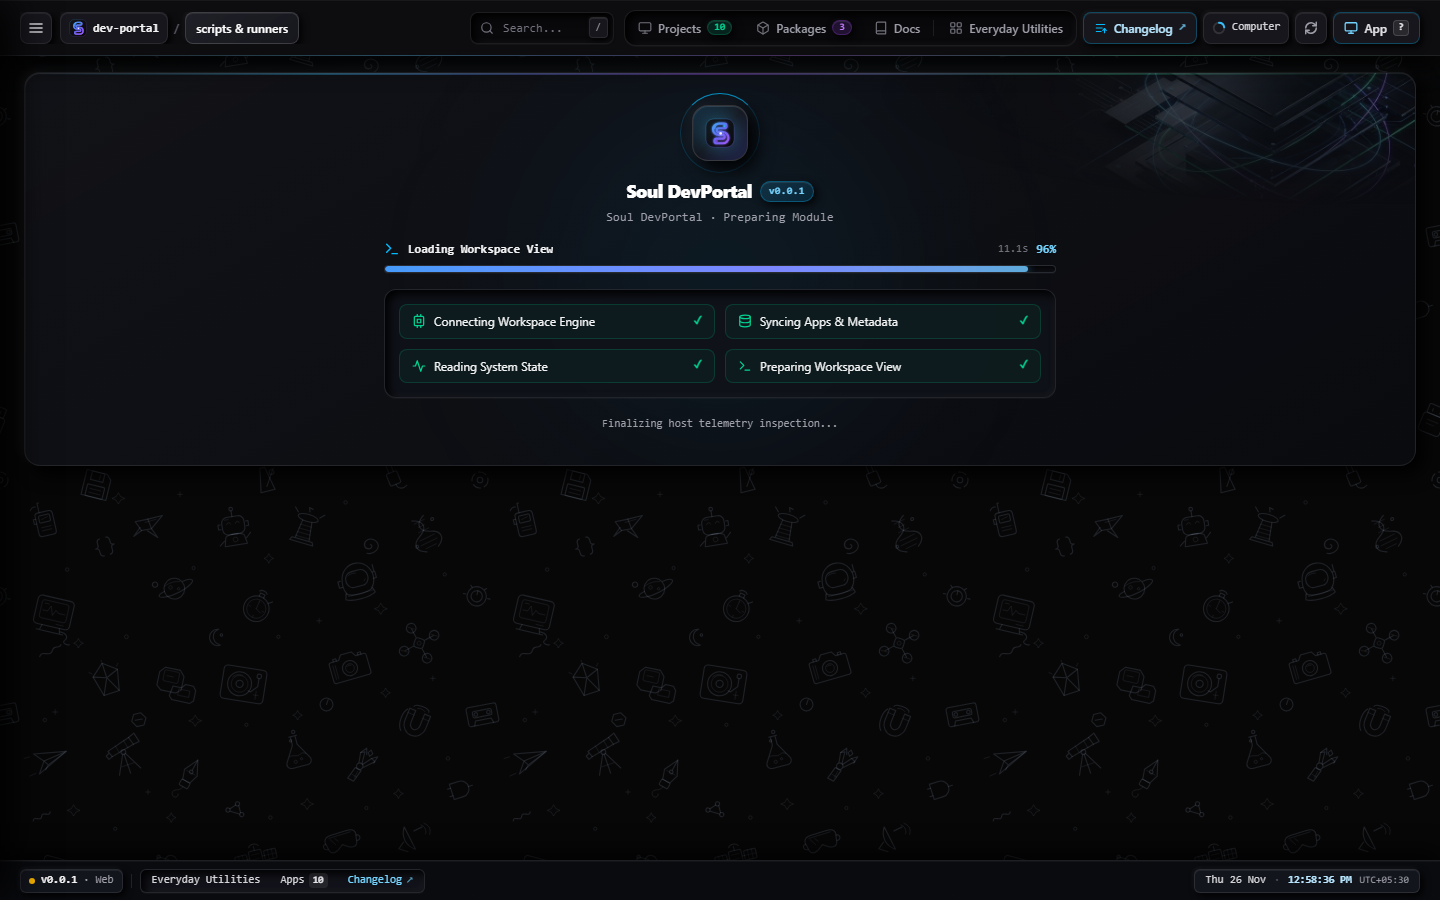 dev-portal / scripts & runners
Search... /
Projects 10
Packages 3
Docs
Everyday Utilities
Changelog ↗
Computer
App ?
Soul DevPortal v0.0.1
Soul DevPortal · Preparing Module
Loading Workspace View 11.1s 96%
Connecting Workspace Engine ✓
Syncing Apps & Metadata ✓
Reading System State ✓
Preparing Workspace View ✓
Finalizing host telemetry inspection...
v0.0.1 · Web
Everyday Utilities Apps 10 Changelog ↗
Thu 26 Nov · 12:58:36 PM UTC+05:30